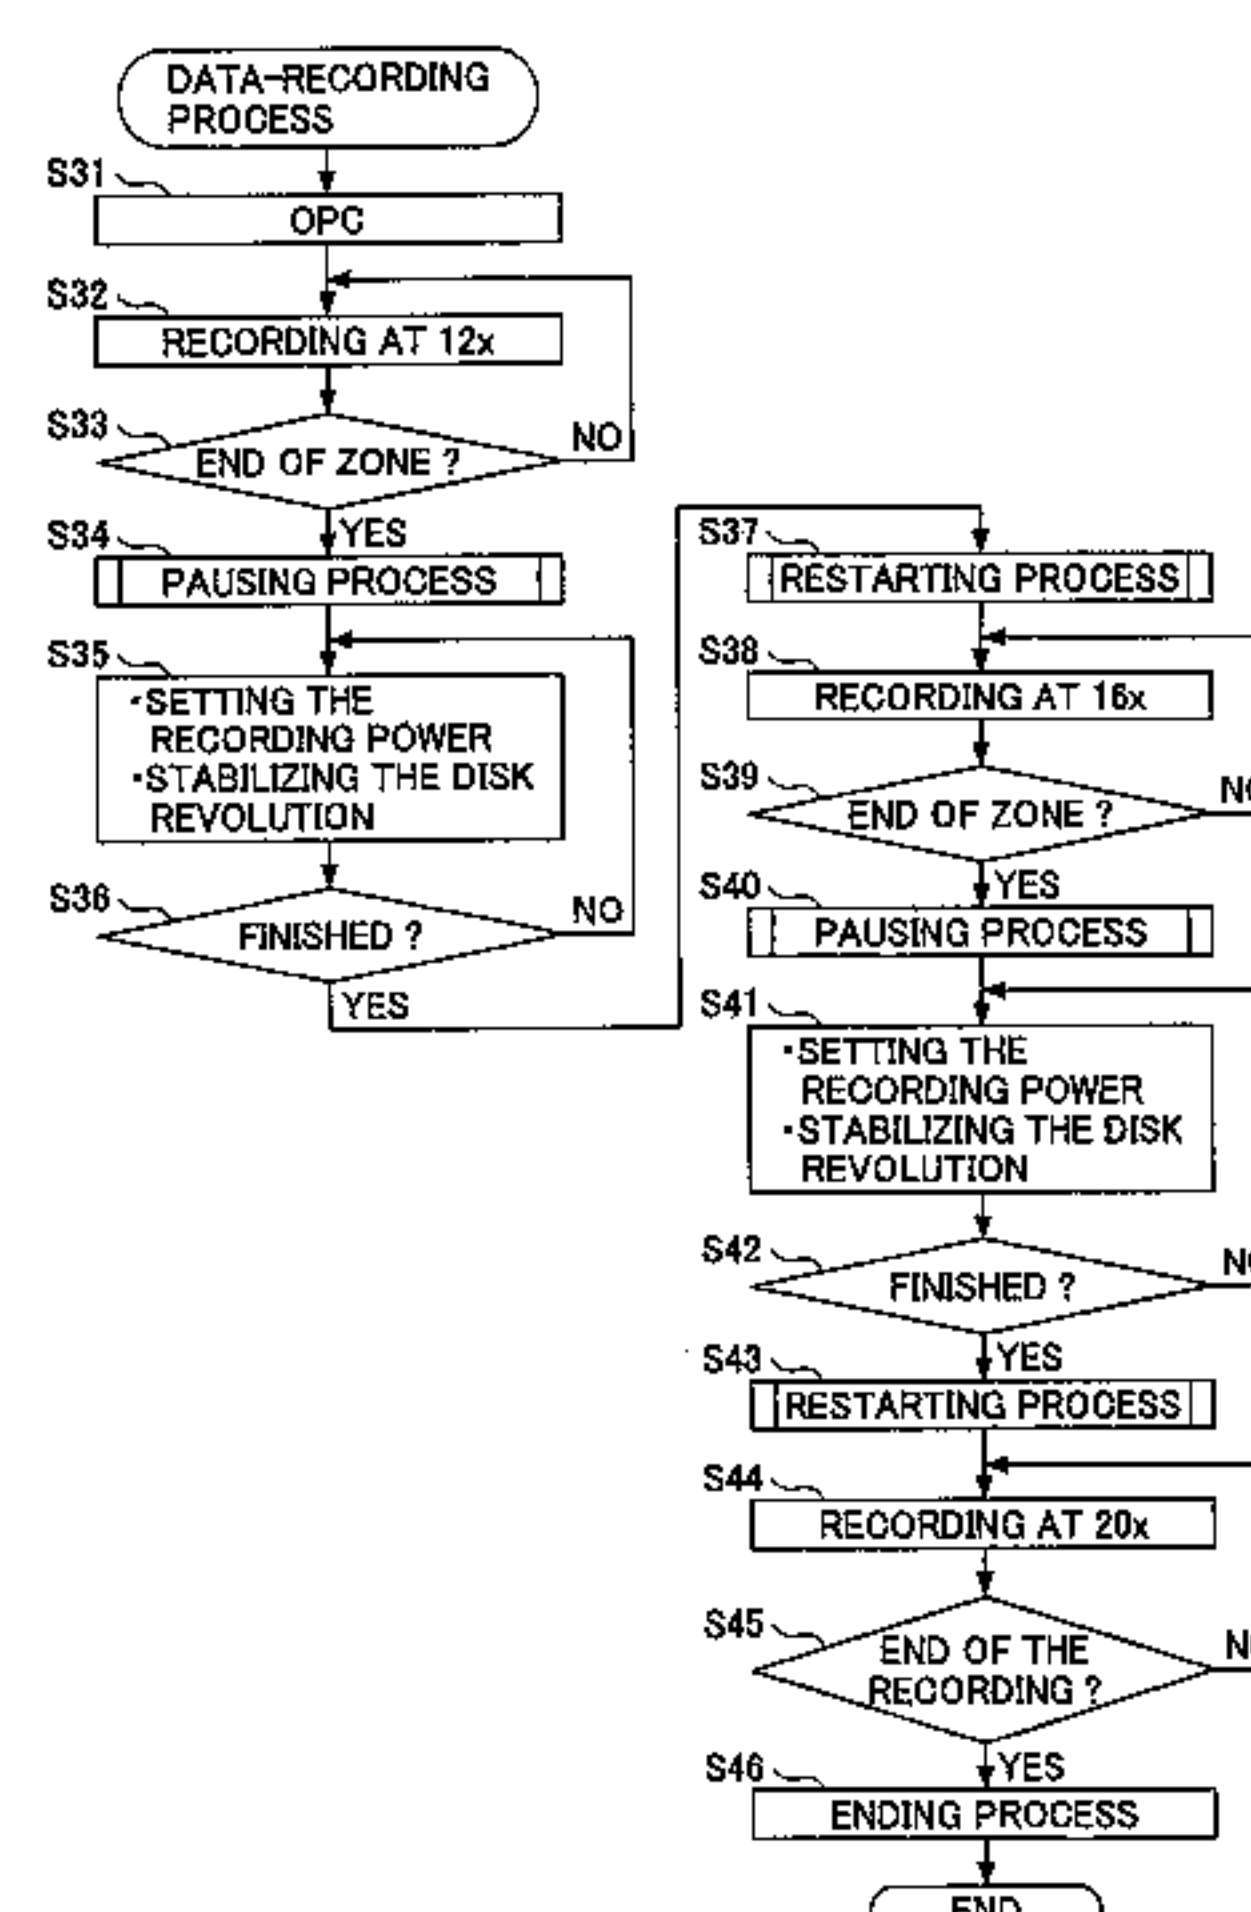 DATA-RECORDING
PROCESS
S31
OPC
S32
RECORDING AT 12x
S33
END OF ZONE ?
NO
YES
S34
PAUSING PROCESS
S35
・SETTING THE
RECORDING POWER
・STABILIZING THE DISK
REVOLUTION
S36
FINISHED ?
NO
YES
S37
RESTARTING PROCESS
S38
RECORDING AT 16x
S39
END OF ZONE ?
NO
YES
S40
PAUSING PROCESS
S41
・SETTING THE
RECORDING POWER
・STABILIZING THE DISK
REVOLUTION
S42
FINISHED ?
NO
YES
S43
RESTARTING PROCESS
S44
RECORDING AT 20x
S45
END OF THE
RECORDING ?
YES
S46
ENDING PROCESS
END